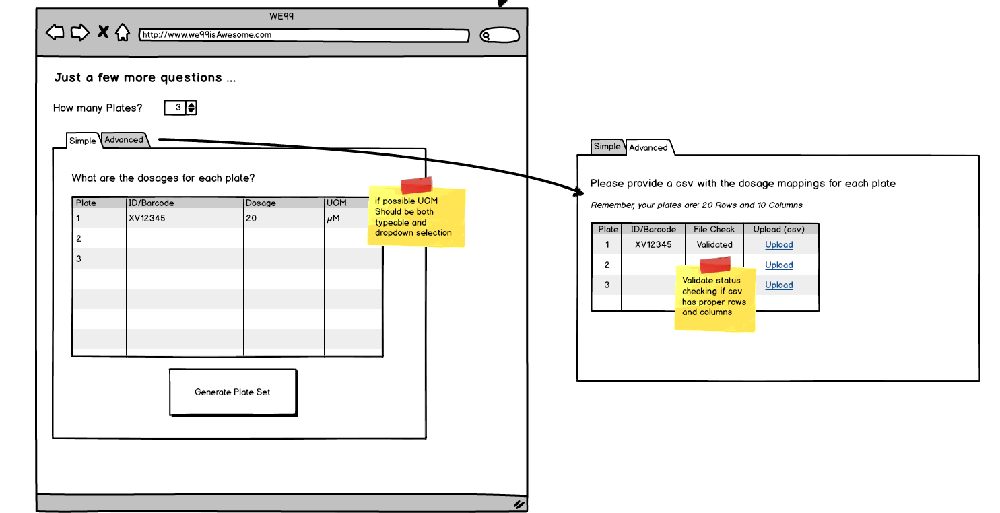 WE99
http://www.we99isAwesome.com
Just a few more questions ...
How many Plates? 3
Simple Advanced
What are the dosages for each plate?
Plate ID/Barcode Dosage UOM
1 XV12345 20 µM
2
3
if possible UOM
Should be both
typeable and
dropdown selection
Generate Plate Set
Simple Advanced
Please provide a csv with the dosage mappings for each plate
Remember, your plates are: 20 Rows and 10 Columns
Plate ID/Barcode File Check Upload (csv)
1 XV12345 Validated Upload
2 Upload
3 Upload
Validate status
checking if csv
has proper rows
and columns